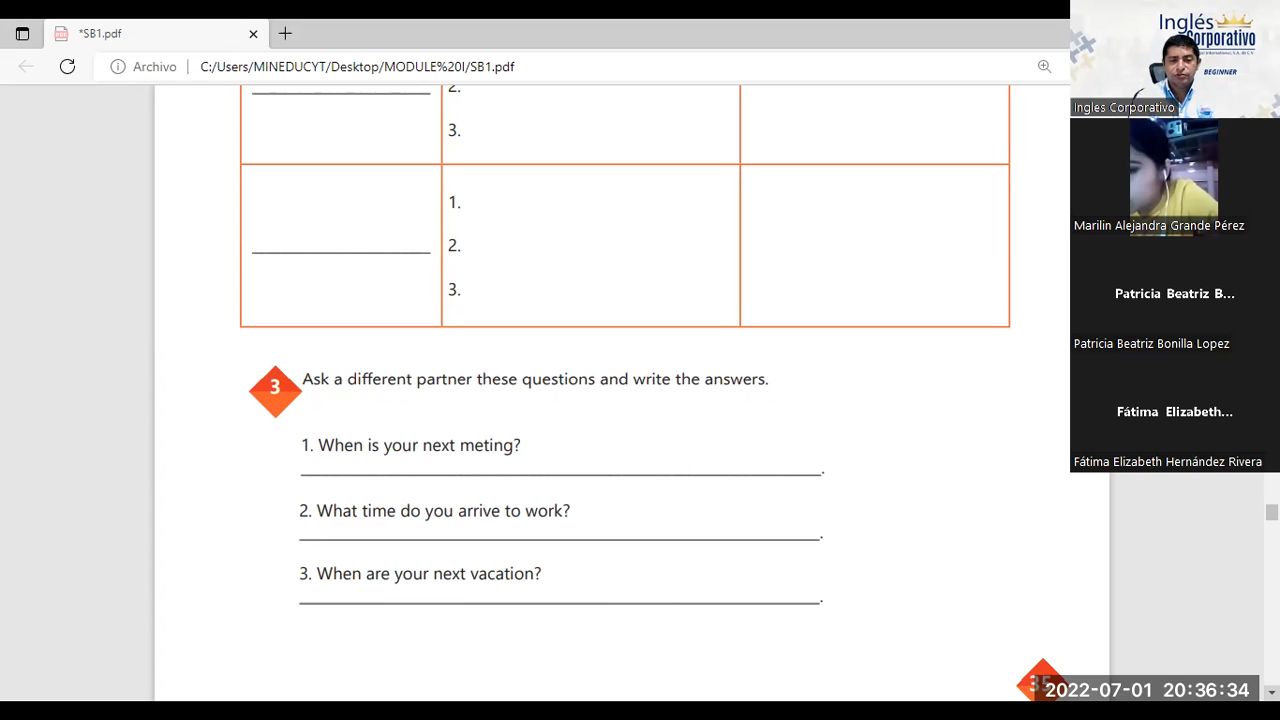 *SB1.pdf
Archivo
C:/Users/MINEDUCYT/Desktop/MODULE%20I/SB1.pdf
2.
3.
1.
2.
3.
3 Ask a different partner these questions and write the answers.
1. When is your next meting?
2. What time do you arrive to work?
3. When are your next vacation?
35
2022-07-01 20:36:34
Inglés
Corporativo
BEGINNER
Ingles Corporativo
Marilin Alejandra Grande Pérez
Patricia Beatriz B...
Patricia Beatriz Bonilla Lopez
Fátima Elizabeth...
Fátima Elizabeth Hernández Rivera